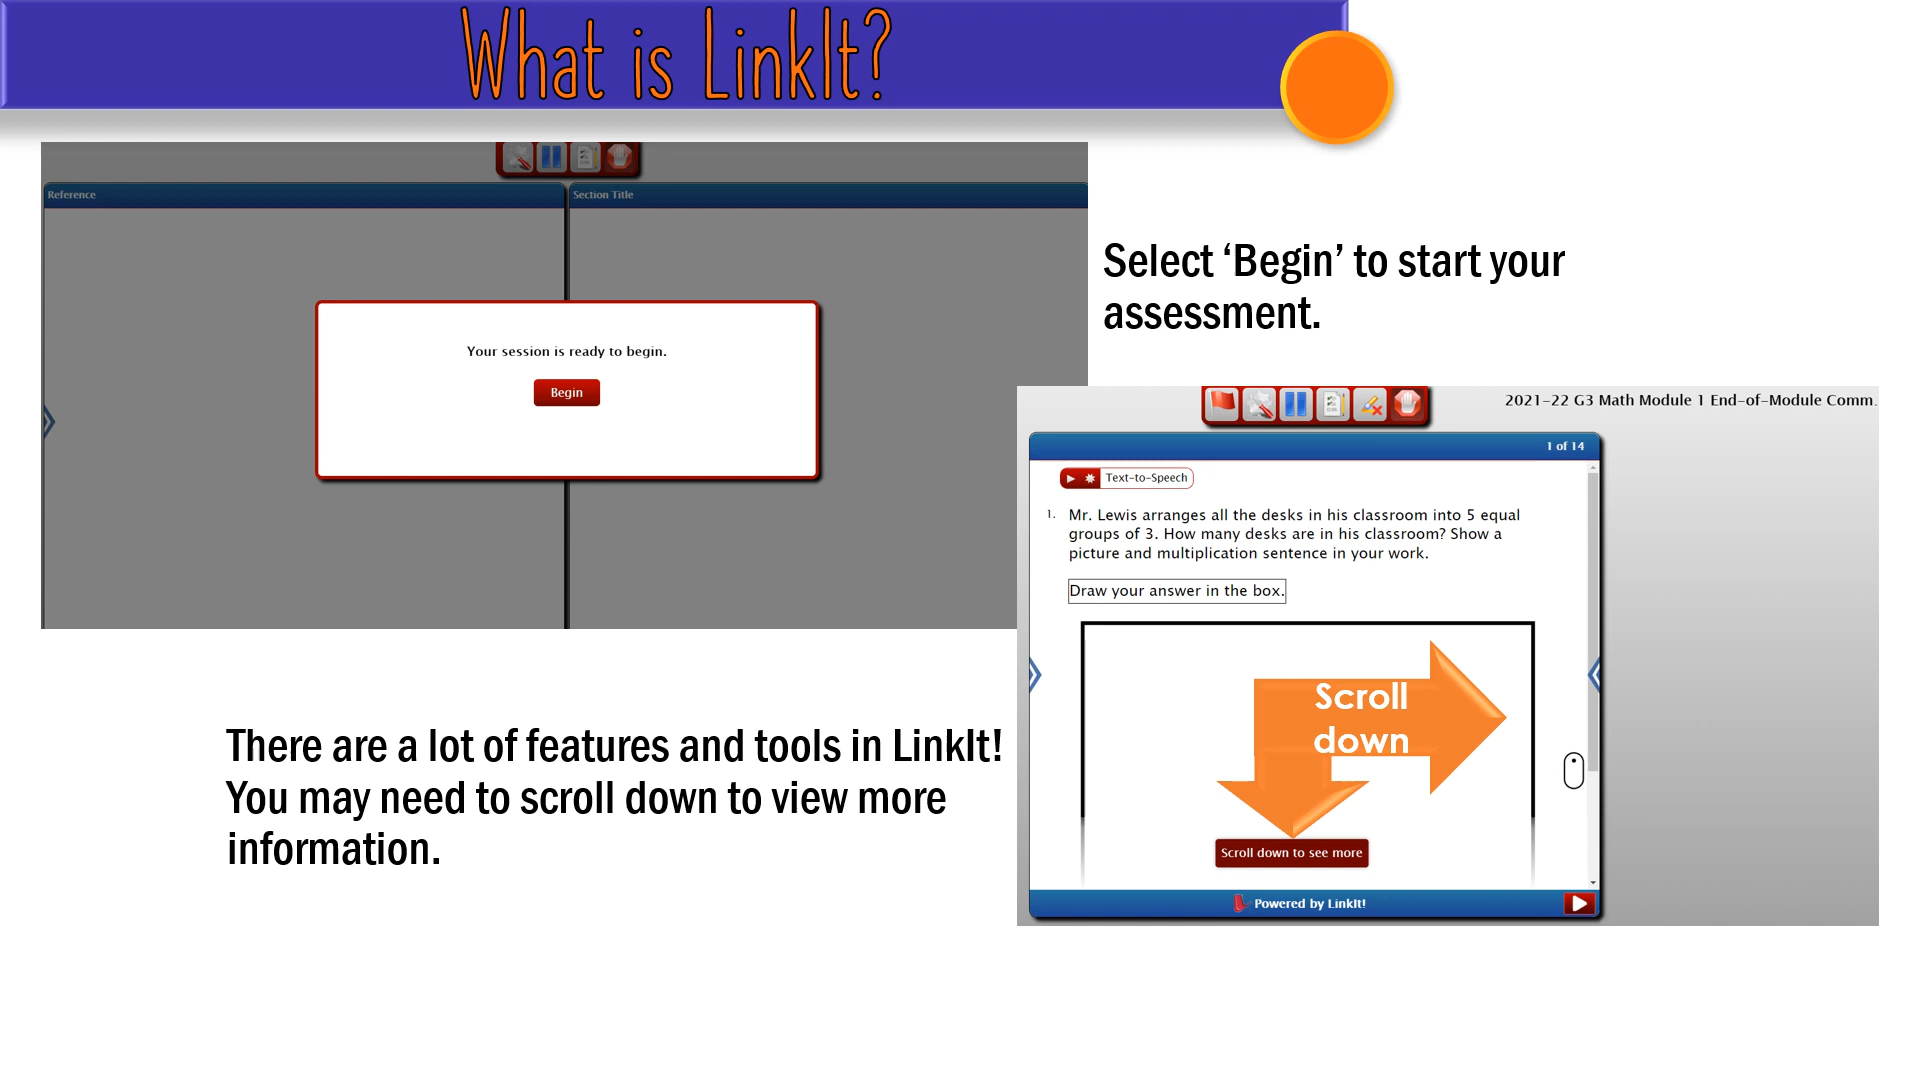 What is LinkIt?
Reference
Section Title
Your session is ready to begin.
Begin
Select ‘Begin’ to start your
assessment.
2021-22 G3 Math Module 1 End-of-Module Comm.
1 of 14
Text-to-Speech
1. Mr. Lewis arranges all the desks in his classroom into 5 equal
groups of 3. How many desks are in his classroom? Show a
picture and multiplication sentence in your work.
Draw your answer in the box.
Scroll
down
Scroll down to see more
Powered by LinkIt!
There are a lot of features and tools in LinkIt!
You may need to scroll down to view more
information.